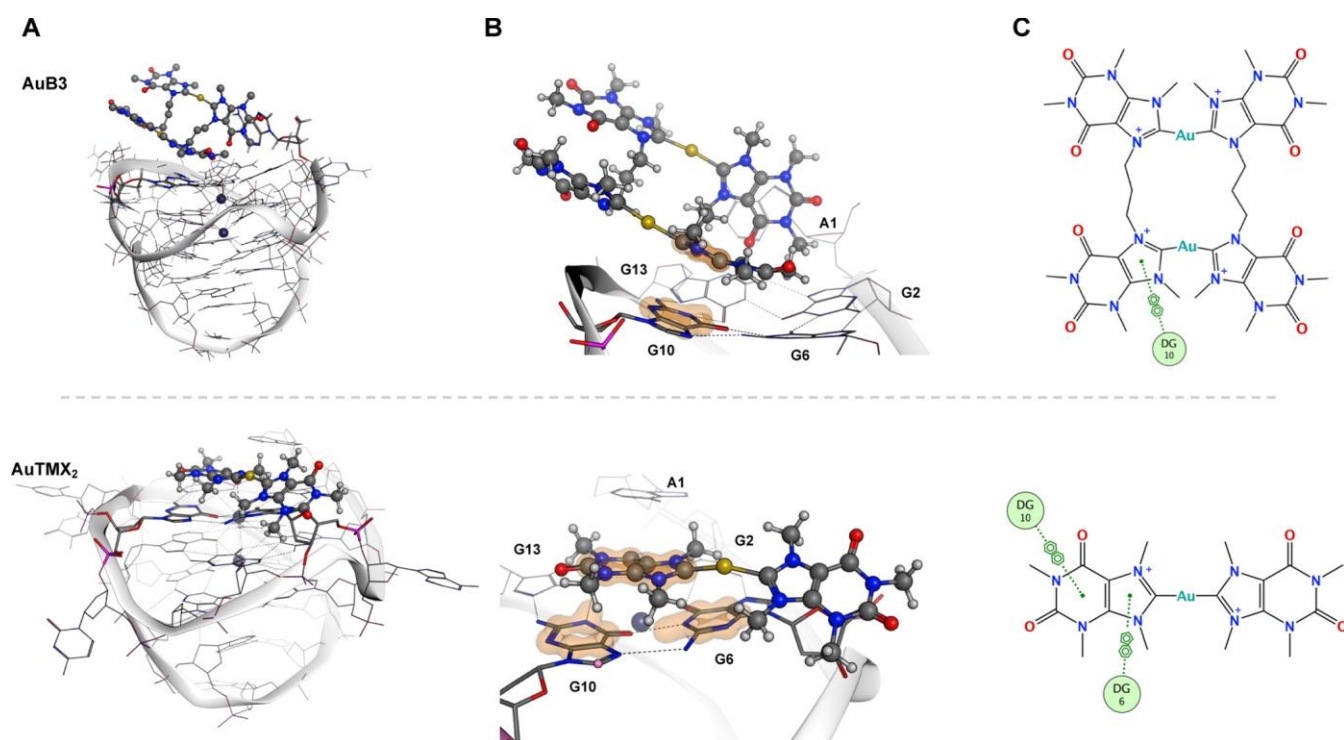 A
B
C
AuB3
O O
N N
N N +
N N
N + Au N
O O
A1
G13
G2
G10
G6
O O
N + Au N
N N
N N +
N N
O O
DG
10
AuTMX₂
A1
G13
G2
G6
G10
DG
10
O O
N N + N N
Au
O N N N + N O
DG
6